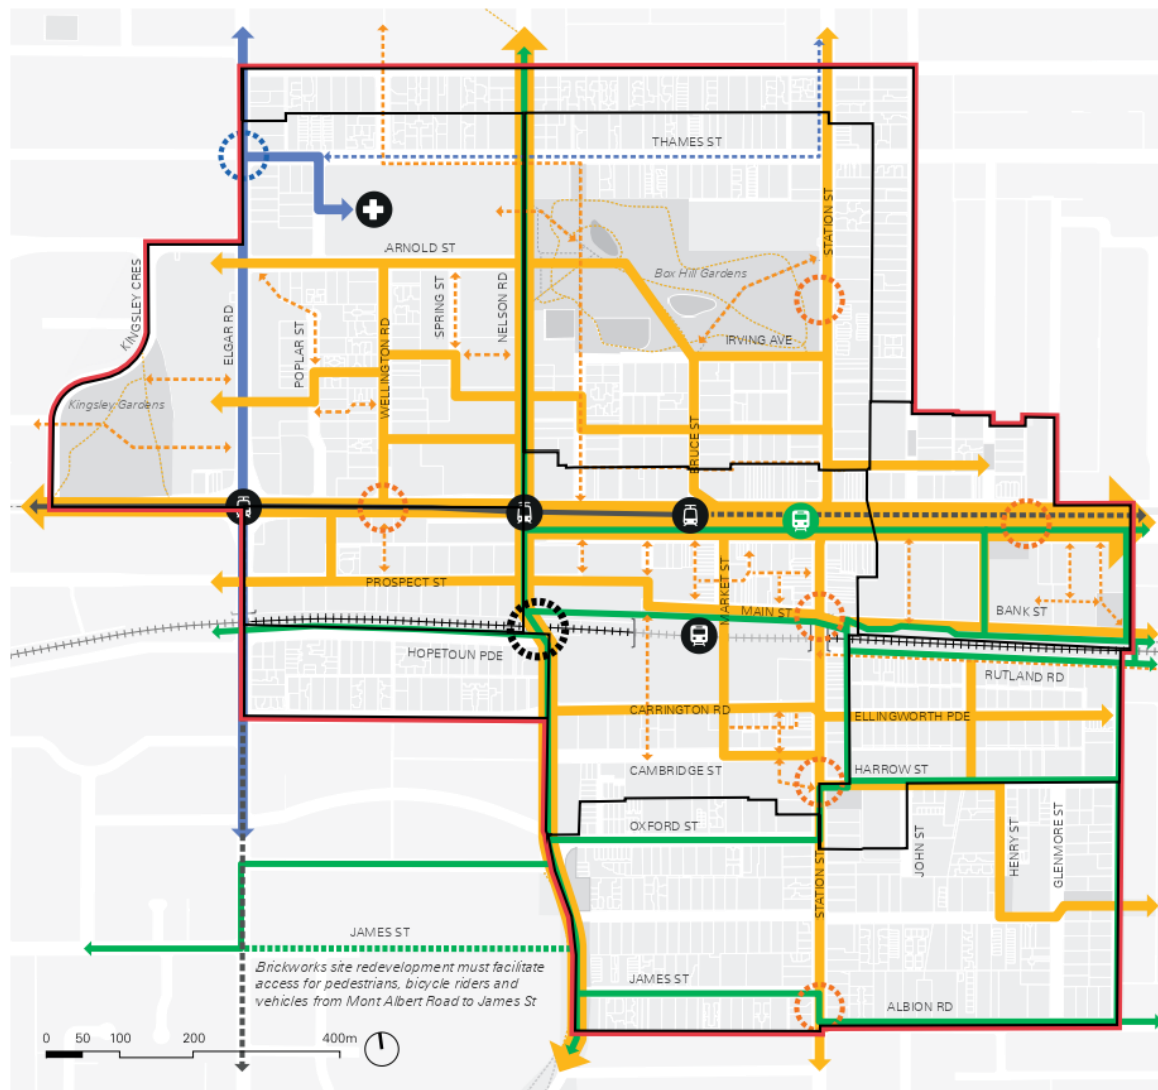 THAMES ST
STATION ST
ARNOLD ST
KINGSLEY CRES
Box Hill Gardens
ELGAR RD
POPLAR ST
WELLINGTON RD
SPRING ST
NELSON RD
IRVING AVE
Kingsley Gardens
BRUCE ST
PROSPECT ST
MARKET ST
MAIN ST
BANK ST
HOPETOUN PDE
RUTLAND RD
CARRINGTON RD
ELLINGWORTH PDE
CAMBRIDGE ST
HARROW ST
OXFORD ST
STATION ST
JOHN ST
HENRY ST
GLENMORE ST
JAMES ST
Brickworks site redevelopment must facilitate
access for pedestrians, bicycle riders and
vehicles from Mont Albert Road to James St
JAMES ST
ALBION RD
0 50 100 200 400m